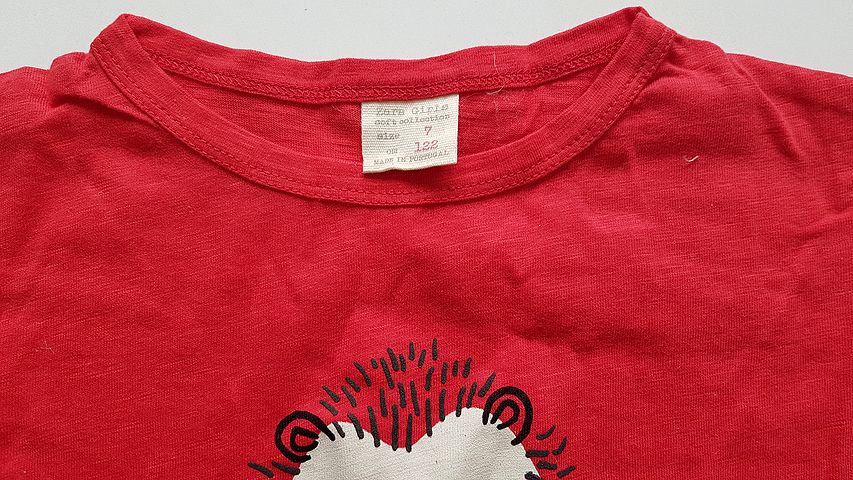 Zara Girls
soft collection
size 7
cm 122
MADE IN PORTUGAL